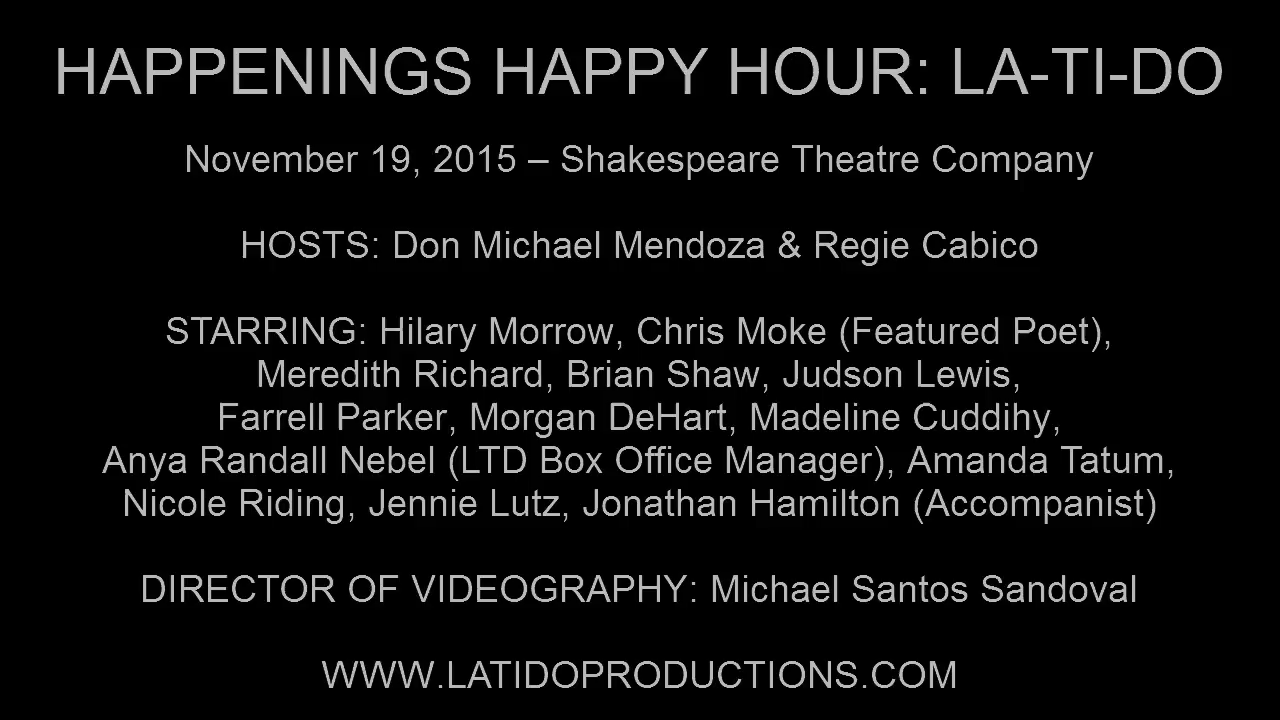 HAPPENINGS HAPPY HOUR: LA-TI-DO
November 19, 2015 – Shakespeare Theatre Company
HOSTS: Don Michael Mendoza & Regie Cabico
STARRING: Hilary Morrow, Chris Moke (Featured Poet),
Meredith Richard, Brian Shaw, Judson Lewis,
Farrell Parker, Morgan DeHart, Madeline Cuddihy,
Anya Randall Nebel (LTD Box Office Manager), Amanda Tatum,
Nicole Riding, Jennie Lutz, Jonathan Hamilton (Accompanist)
DIRECTOR OF VIDEOGRAPHY: Michael Santos Sandoval
WWW.LATIDOPRODUCTIONS.COM